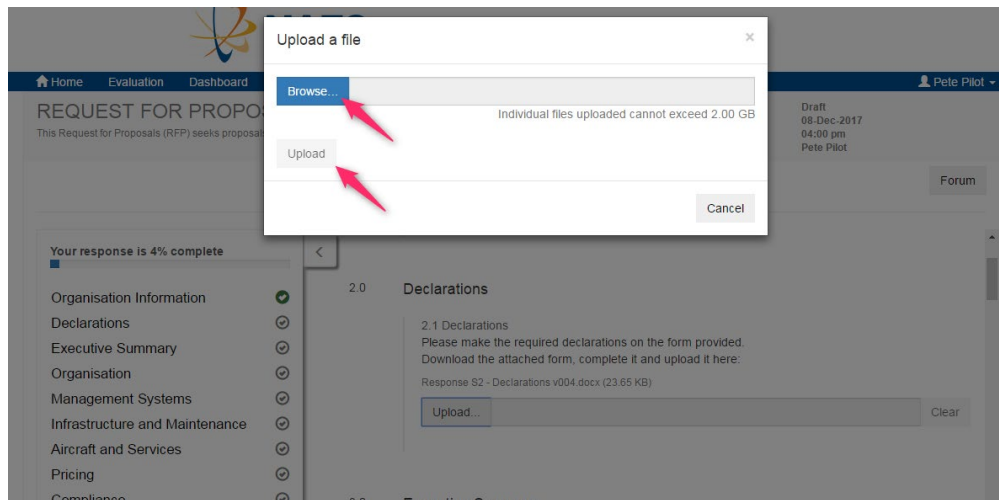 Upload a file
×
Browse...
Individual files uploaded cannot exceed 2.00 GB
Upload
Cancel
Home Evaluation Dashboard
Pete Pilot
REQUEST FOR PROPO
This Request for Proposals (RFP) seeks proposals
Draft
08-Dec-2017
04:00 pm
Pete Pilot
Forum
Your response is 4% complete
Organisation Information
Declarations
Executive Summary
Organisation
Management Systems
Infrastructure and Maintenance
Aircraft and Services
Pricing
Compliance
2.0 Declarations
2.1 Declarations
Please make the required declarations on the form provided.
Download the attached form, complete it and upload it here:
Response S2 - Declarations v004.docx (23.65 KB)
Upload...
Clear